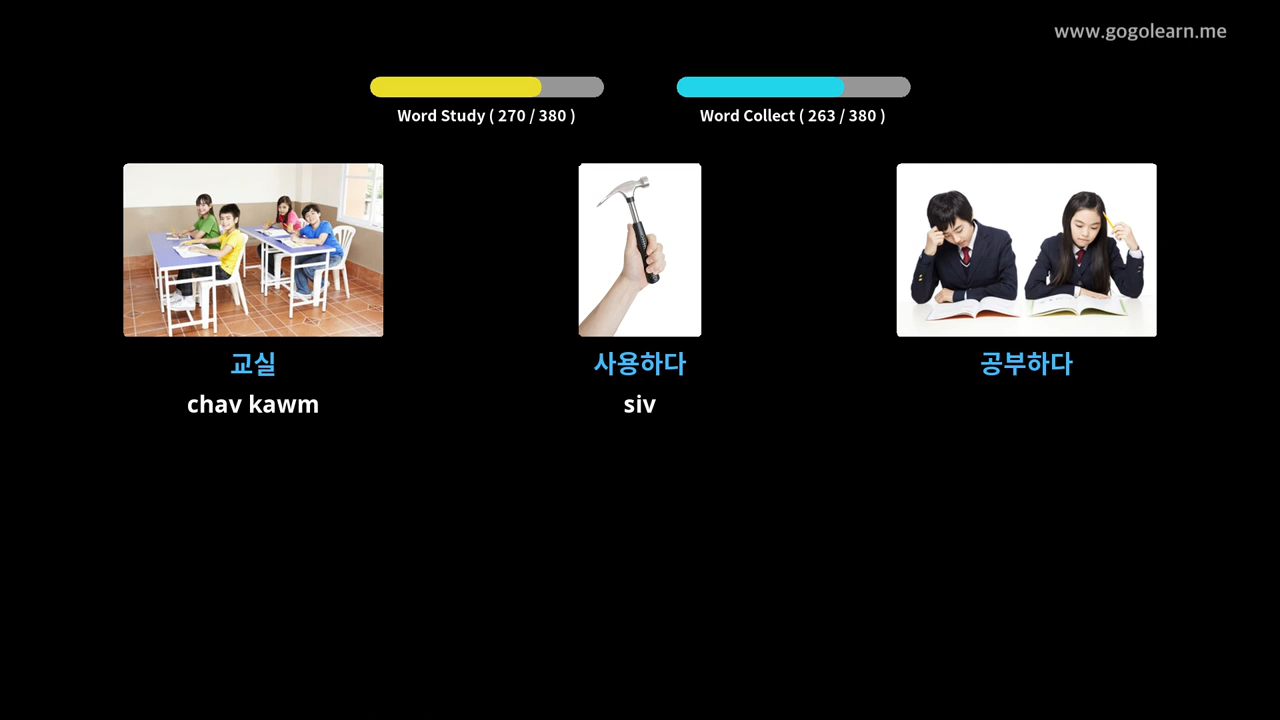 www.gogolearn.me
Word Study ( 270 / 380 )
Word Collect ( 263 / 380 )
교실
사용하다
공부하다
chav kawm
siv